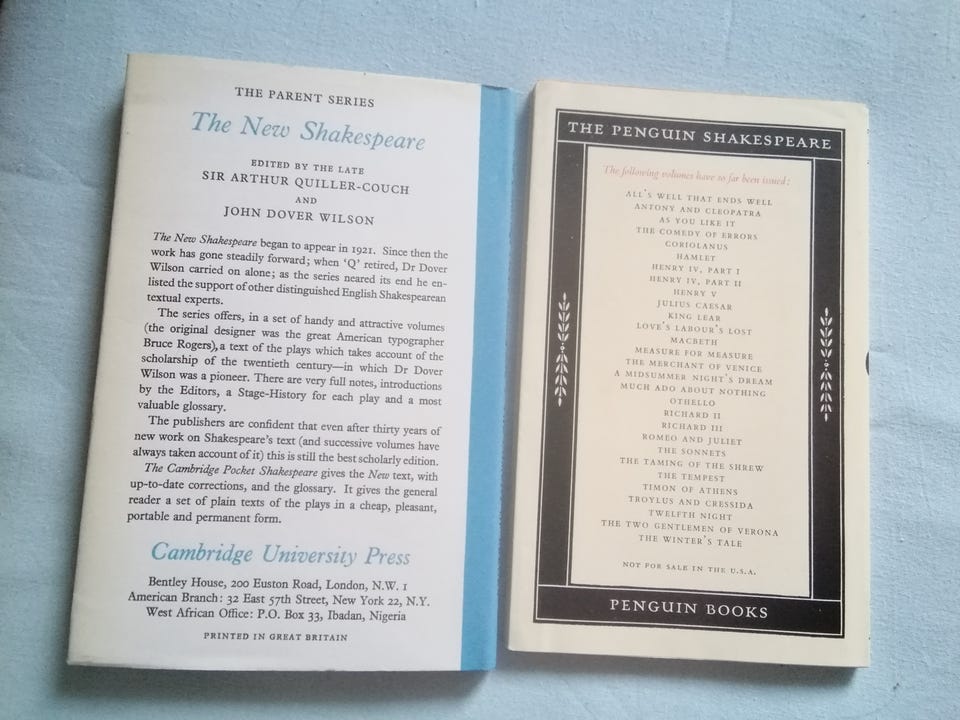 THE PARENT SERIES
The New Shakespeare
EDITED BY THE LATE
SIR ARTHUR QUILLER-COUCH
AND
JOHN DOVER WILSON
The New Shakespeare began to appear in 1921. Since then the
work has gone steadily forward; when ‘Q’ retired, Dr Dover
Wilson carried on alone; as the series neared its end he en-
listed the support of other distinguished English Shakespearean
textual experts.
The series offers, in a set of handy and attractive volumes
(the original designer was the great American typographer
Bruce Rogers), a text of the plays which takes account of the
scholarship of the twentieth century—in which Dr Dover
Wilson was a pioneer. There are very full notes, introductions
by the Editors, a Stage-History for each play and a most
valuable glossary.
The publishers are confident that even after thirty years of
new work on Shakespeare's text (and successive volumes have
always taken account of it) this is still the best scholarly edition.
The Cambridge Pocket Shakespeare gives the New text, with
up-to-date corrections, and the glossary. It gives the general
reader a set of plain texts of the plays in a cheap, pleasant,
portable and permanent form.
Cambridge University Press
Bentley House, 200 Euston Road, London, N.W. 1
American Branch: 32 East 57th Street, New York 22, N.Y.
West African Office: P.O. Box 33, Ibadan, Nigeria
PRINTED IN GREAT BRITAIN
THE PENGUIN SHAKESPEARE
The following volumes have so far been issued:
ALL'S WELL THAT ENDS WELL
ANTONY AND CLEOPATRA
AS YOU LIKE IT
THE COMEDY OF ERRORS
CORIOLANUS
HAMLET
HENRY IV, PART I
HENRY IV, PART II
HENRY V
JULIUS CAESAR
KING LEAR
LOVE'S LABOUR'S LOST
MACBETH
MEASURE FOR MEASURE
THE MERCHANT OF VENICE
A MIDSUMMER NIGHT'S DREAM
MUCH ADO ABOUT NOTHING
OTHELLO
RICHARD II
RICHARD III
ROMEO AND JULIET
THE SONNETS
THE TAMING OF THE SHREW
THE TEMPEST
TIMON OF ATHENS
TROYLUS AND CRESSIDA
TWELFTH NIGHT
THE TWO GENTLEMEN OF VERONA
THE WINTER'S TALE
NOT FOR SALE IN THE U.S.A.
PENGUIN BOOKS